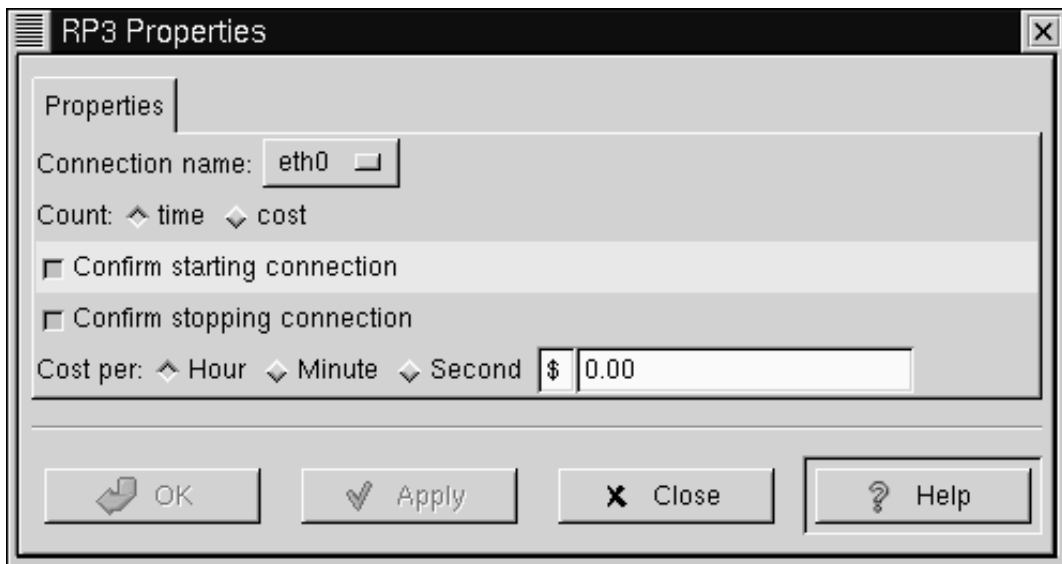 RP3 Properties
Properties
Connection name: eth0
Count: time cost
Confirm starting connection
Confirm stopping connection
Cost per: Hour Minute Second $ 0.00
OK Apply Close Help